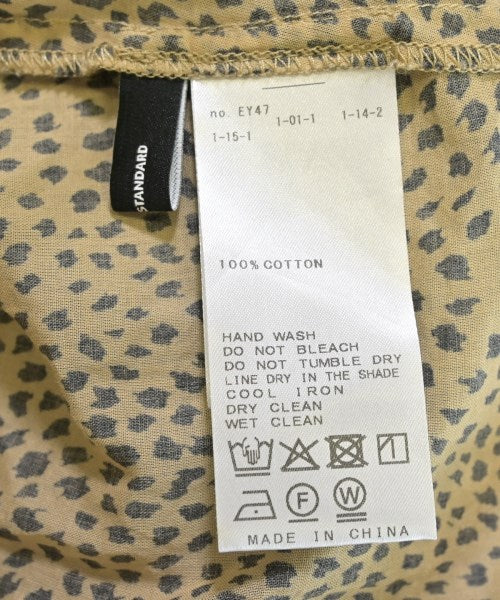 no. EY47
1-01-1 1-14-2
1-15-1
STANDARD
100% COTTON
HAND WASH
DO NOT BLEACH
DO NOT TUMBLE DRY
LINE DRY IN THE SHADE
COOL IRON
DRY CLEAN
WET CLEAN
F W
MADE IN CHINA